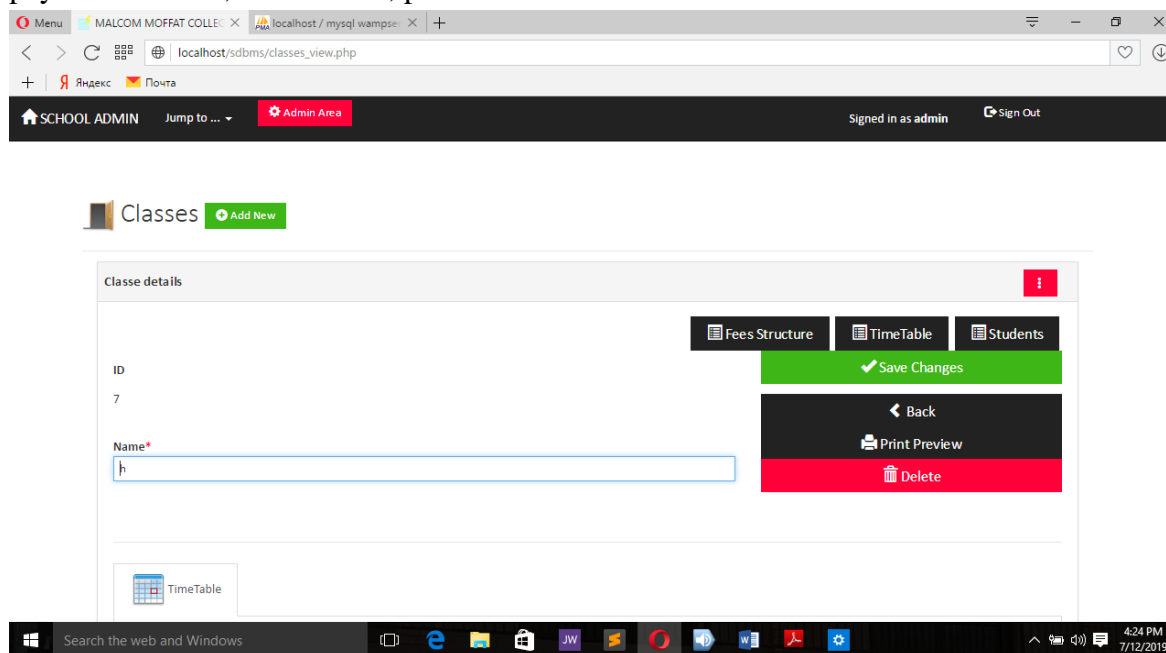 Menu MALCOM MOFFAT COLLEC localhost / mysql wampser
localhost/sdbms/classes_view.php
Я Яндекс Почта
SCHOOL ADMIN Jump to ... Admin Area Signed in as admin Sign Out
Classes Add New
Classe details
Fees Structure TimeTable Students
ID Save Changes
7 Back
Name* Print Preview
h Delete
TimeTable
Search the web and Windows JW 4:24 PM
7/12/2019